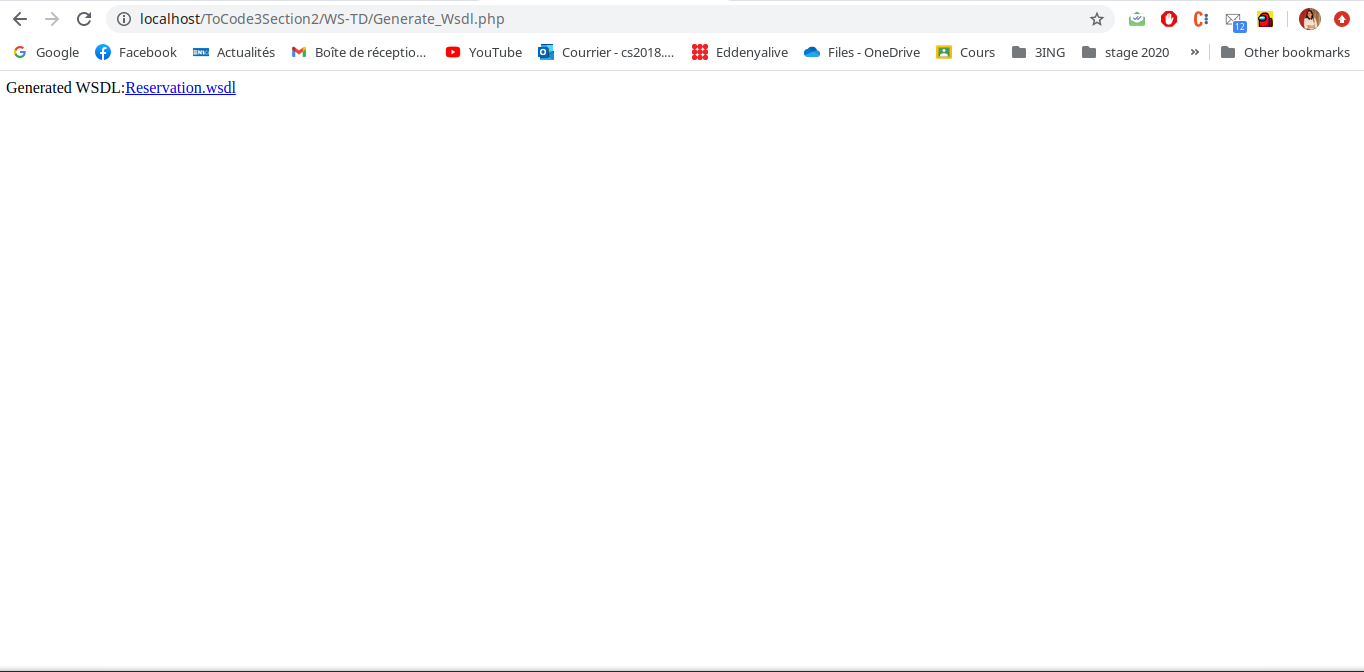 localhost/ToCode3Section2/WS-TD/Generate_Wsdl.php
12
Google Facebook Actualités Boîte de réceptio... YouTube Courrier - cs2018.... Eddenyalive Files - OneDrive Cours 3ING stage 2020 » Other bookmarks
Generated WSDL:Reservation.wsdl